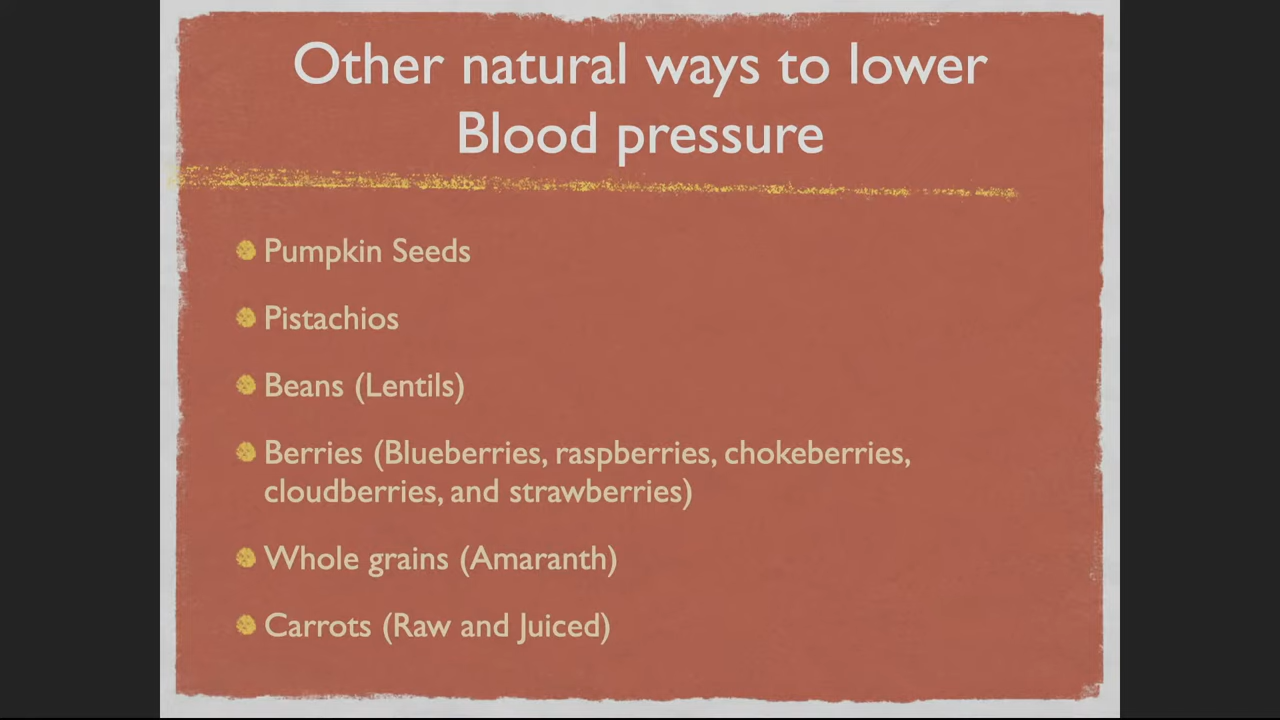 Other natural ways to lower
Blood pressure
Pumpkin Seeds
Pistachios
Beans (Lentils)
Berries (Blueberries, raspberries, chokeberries,
cloudberries, and strawberries)
Whole grains (Amaranth)
Carrots (Raw and Juiced)